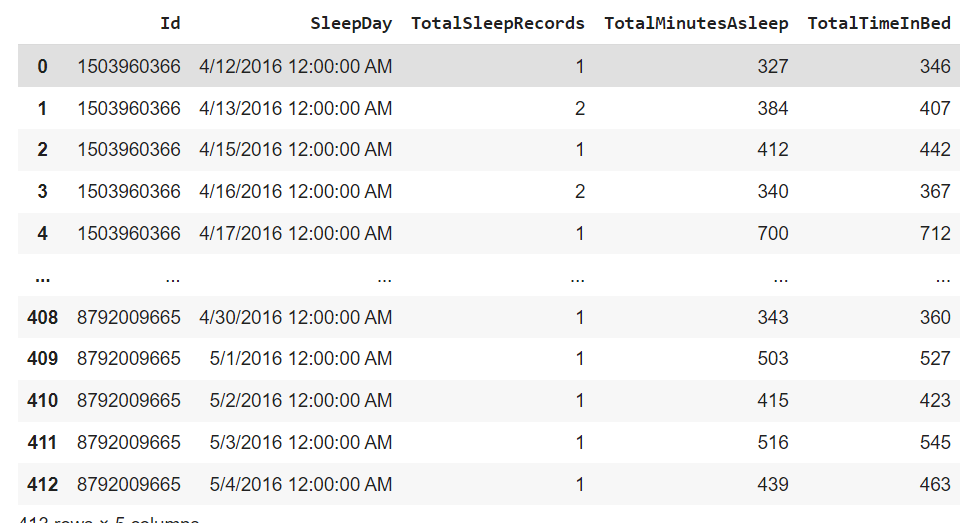 Id SleepDay TotalSleepRecords TotalMinutesAsleep TotalTimeInBed
0 1503960366 4/12/2016 12:00:00 AM 1 327 346
1 1503960366 4/13/2016 12:00:00 AM 2 384 407
2 1503960366 4/15/2016 12:00:00 AM 1 412 442
3 1503960366 4/16/2016 12:00:00 AM 2 340 367
4 1503960366 4/17/2016 12:00:00 AM 1 700 712
... ... ... ... ... ...
408 8792009665 4/30/2016 12:00:00 AM 1 343 360
409 8792009665 5/1/2016 12:00:00 AM 1 503 527
410 8792009665 5/2/2016 12:00:00 AM 1 415 423
411 8792009665 5/3/2016 12:00:00 AM 1 516 545
412 8792009665 5/4/2016 12:00:00 AM 1 439 463
413 rows × 5 columns